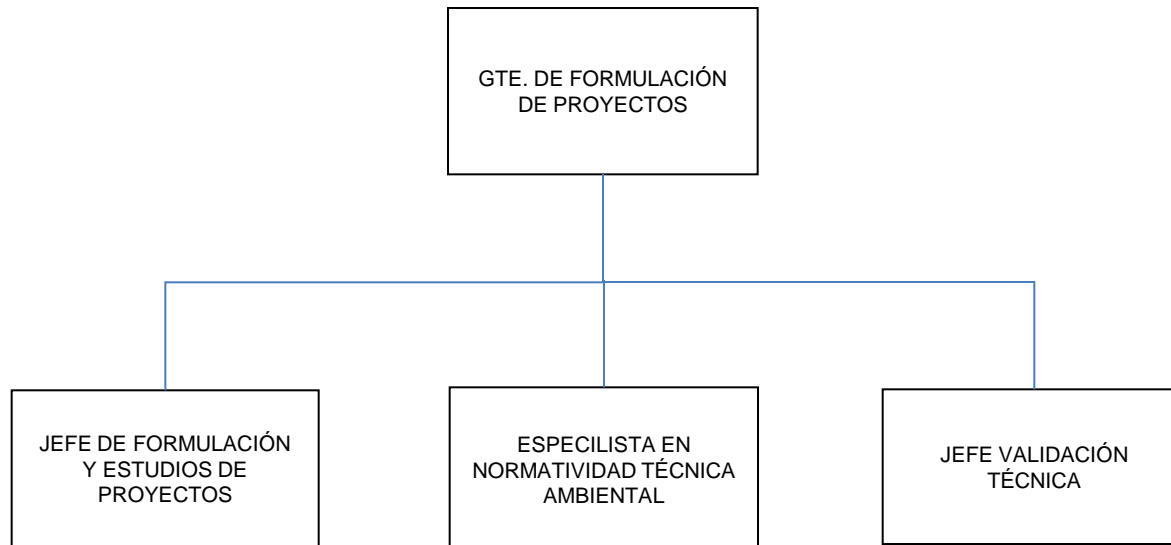 GTE. DE FORMULACIÓN
DE PROYECTOS
JEFE DE FORMULACIÓN
Y ESTUDIOS DE
PROYECTOS
ESPECILISTA EN
NORMATIVIDAD TÉCNICA
AMBIENTAL
JEFE VALIDACIÓN
TÉCNICA